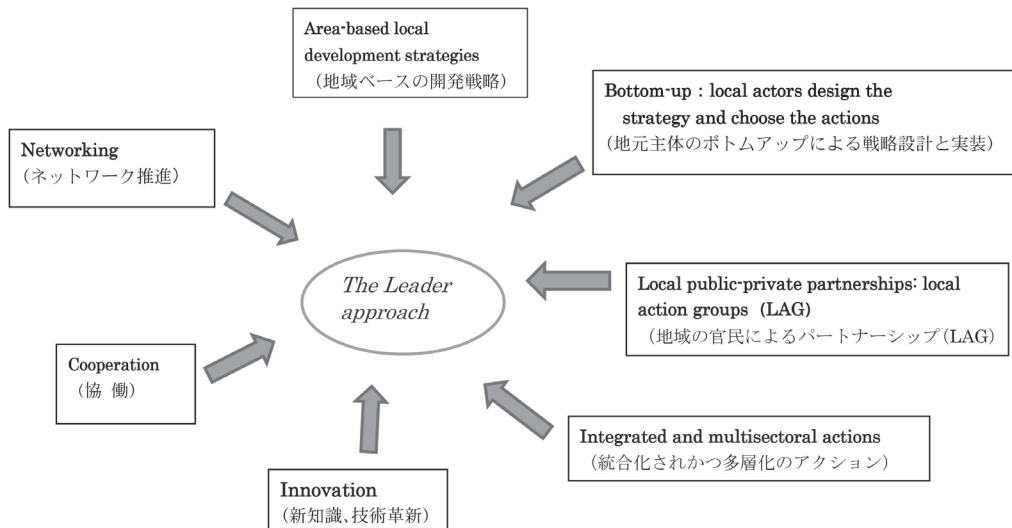 Area-based local
development strategies
（地域ベースの開発戦略）
Bottom-up：local actors design the
strategy and choose the actions
（地元主体のボトムアップによる戦略設計と実装）
Networking
（ネットワーク推進）
The Leader
approach
Local public-private partnerships: local
action groups（LAG）
（地域の官民によるパートナーシップ（LAG）
Cooperation
（協 働）
Integrated and multisectoral actions
（統合化されかつ多層化のアクション）
Innovation
（新知識、技術革新）